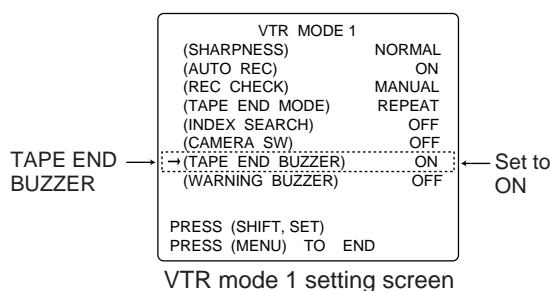 VTR MODE 1
(SHARPNESS) NORMAL
(AUTO REC) ON
(REC CHECK) MANUAL
(TAPE END MODE) REPEAT
(INDEX SEARCH) OFF
(CAMERA SW) OFF
→(TAPE END BUZZER) ON
(WARNING BUZZER) OFF
PRESS (SHIFT, SET)
PRESS (MENU) TO END
TAPE END
BUZZER
Set to
ON
VTR mode 1 setting screen